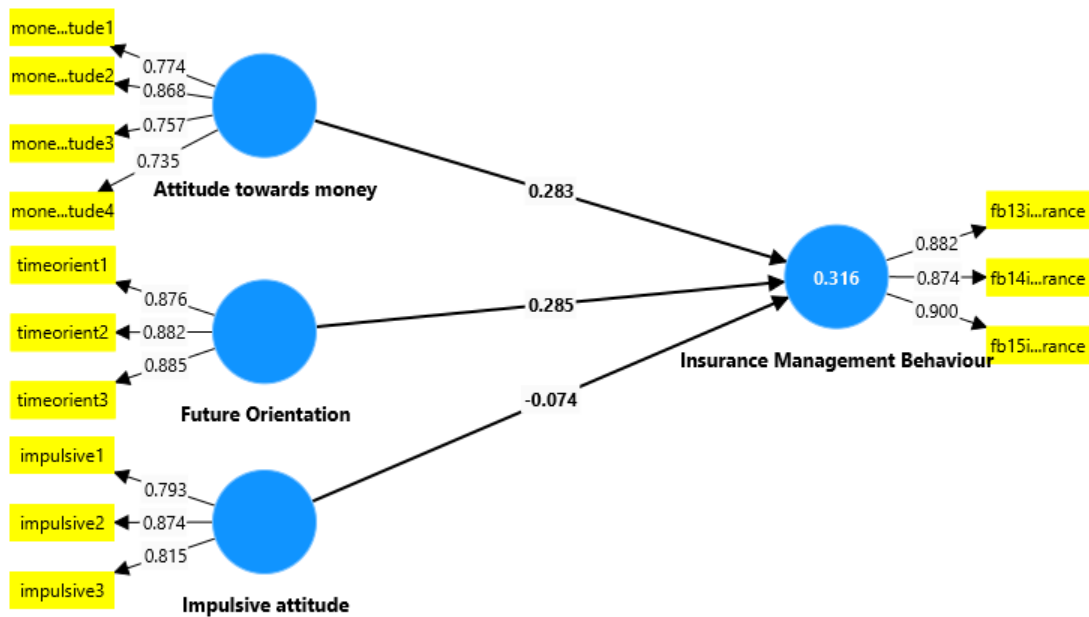 mone...tude1
0.774
mone...tude2
0.868
mone...tude3
0.757
0.735
mone...tude4
Attitude towards money
0.283
timeorient1
0.876
timeorient2
0.882
timeorient3
0.885
Future Orientation
0.285
impulsive1
0.793
impulsive2
0.874
impulsive3
0.815
Impulsive attitude
-0.074
0.316
Insurance Management Behaviour
0.882
fb13i...rance
0.874
fb14i...rance
0.900
fb15i...rance